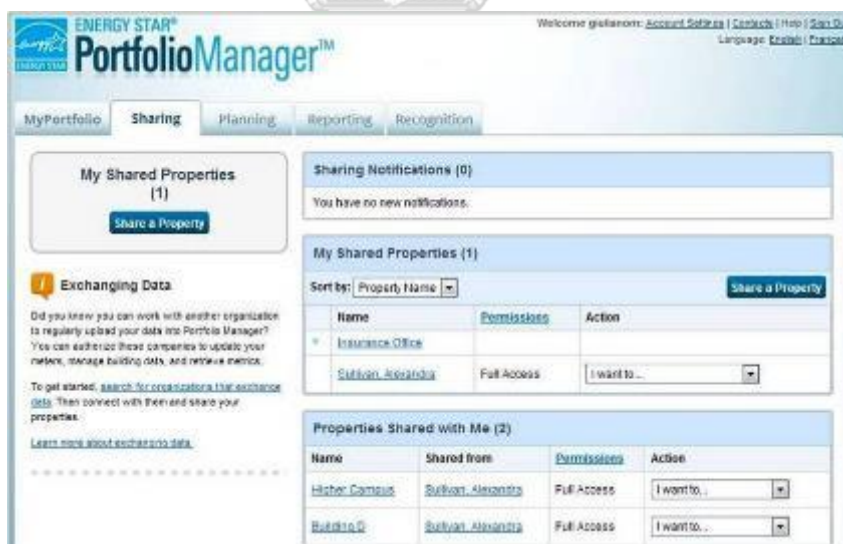 ENERGY STAR®
PortfolioManager™
ENERGY STAR
Welcome giulianom: Account Settings | Contacts | Help | Sign
Language: English | Français
MyPortfolio
Sharing
Planning
Reporting
Recognition
My Shared Properties
(1)
Share a Property
Exchanging Data
Did you know you can work with another organization
to regularly upload your data into Portfolio Manager?
You can authorize these companies to update your
meters, manage building data, and retrieve metrics.
To get started, search for organizations that exchange
data. Then connect with them and share your
properties.
Learn more about exchanging data.
Sharing Notifications (0)
You have no new notifications.
My Shared Properties (1)
Sort by: Property Name
Share a Property
Name Permissions Action
Insurance Office
Sullivan, Alexandra Full Access I want to...
Properties Shared with Me (2)
Name Shared from Permissions Action
Higher Campus Sullivan, Alexandra Full Access I want to...
Building D Sullivan, Alexandra Full Access I want to...